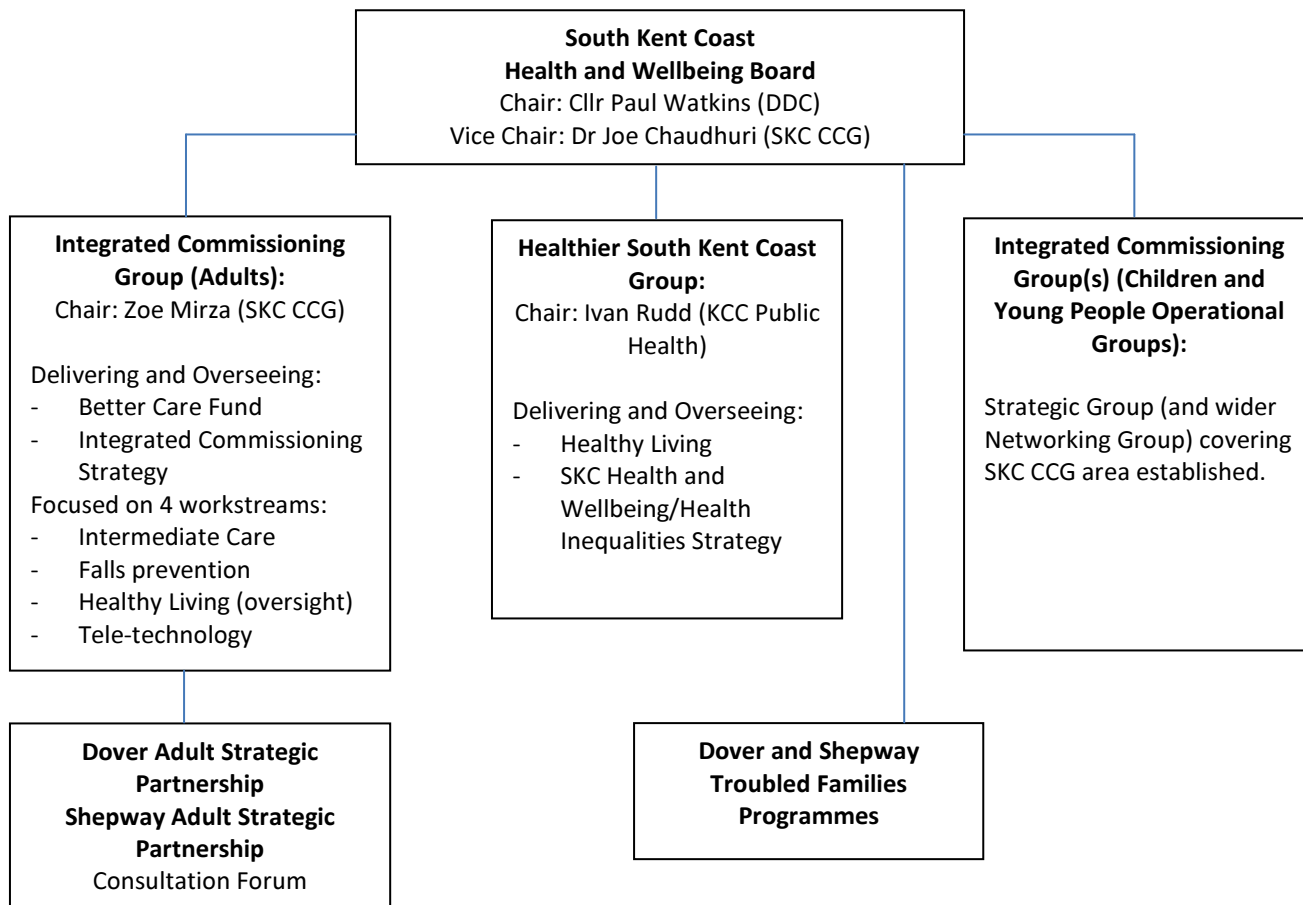 South Kent Coast
Health and Wellbeing Board
Chair: Cllr Paul Watkins (DDC)
Vice Chair: Dr Joe Chaudhuri (SKC CCG)
Integrated Commissioning
Group (Adults):
Chair: Zoe Mirza (SKC CCG)
Delivering and Overseeing:
- Better Care Fund
- Integrated Commissioning
Strategy
Focused on 4 workstreams:
- Intermediate Care
- Falls prevention
- Healthy Living (oversight)
- Tele-technology
Healthier South Kent Coast
Group:
Chair: Ivan Rudd (KCC Public
Health)
Delivering and Overseeing:
- Healthy Living
- SKC Health and
Wellbeing/Health
Inequalities Strategy
Integrated Commissioning
Group(s) (Children and
Young People Operational
Groups):
Strategic Group (and wider
Networking Group) covering
SKC CCG area established.
Dover Adult Strategic
Partnership
Shepway Adult Strategic
Partnership
Consultation Forum
Dover and Shepway
Troubled Families
Programmes